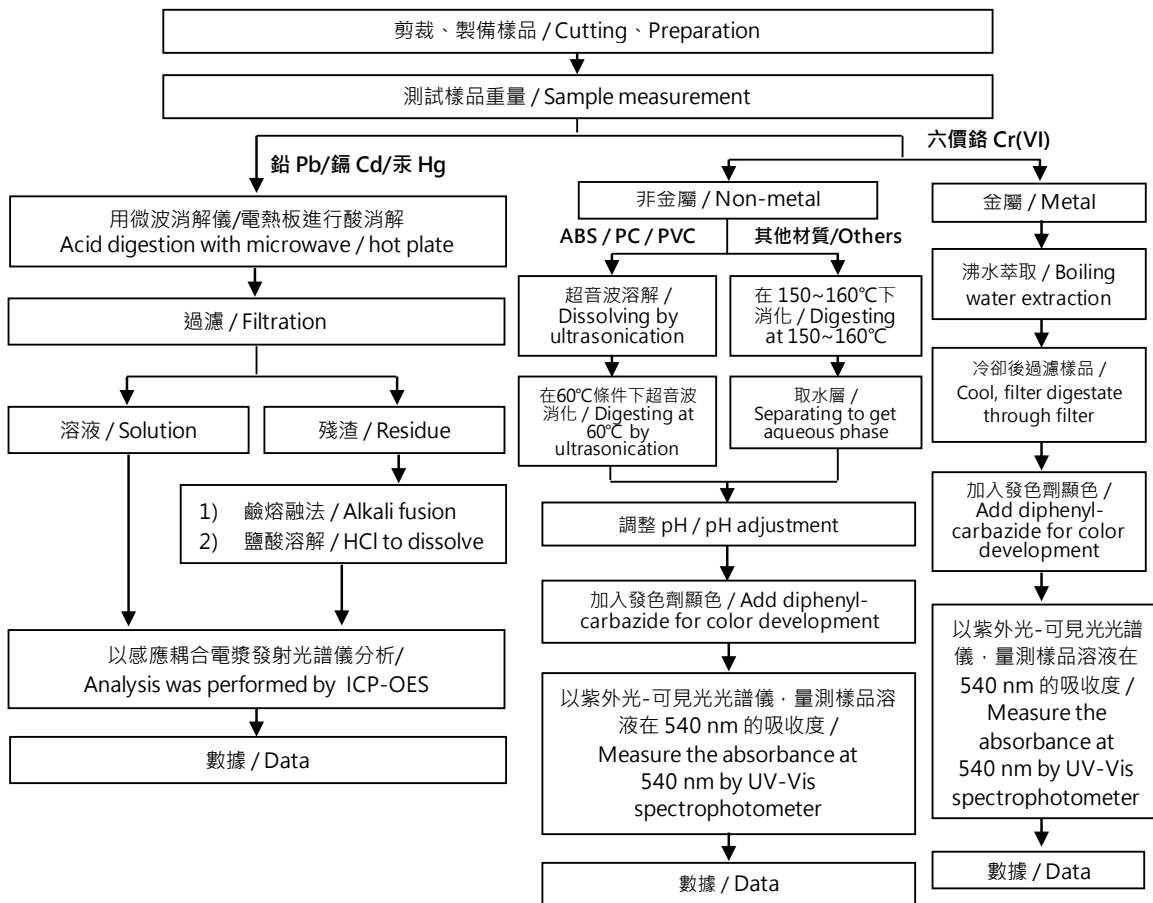 剪裁、製備樣品 / Cutting、Preparation
測試樣品重量 / Sample measurement
鉛 Pb/鎘 Cd/汞 Hg
六價鉻 Cr(VI)
用微波消解儀/電熱板進行酸消解
Acid digestion with microwave / hot plate
過濾 / Filtration
溶液 / Solution
殘渣 / Residue
1) 鹼熔融法 / Alkali fusion
2) 鹽酸溶解 / HCl to dissolve
以感應耦合電漿發射光譜儀分析/
Analysis was performed by ICP-OES
數據 / Data
非金屬 / Non-metal
ABS / PC / PVC
其他材質/Others
超音波溶解 /
Dissolving by
ultrasonication
在60℃條件下超音波
消化 / Digesting at
60℃ by
ultrasonication
在 150~160℃下
消化 / Digesting
at 150~160℃
取水層 /
Separating to get
aqueous phase
調整 pH / pH adjustment
加入發色劑顯色 / Add diphenyl-
carbazide for color development
以紫外光-可見光光譜儀，量測樣品溶
液在 540 nm 的吸收度 /
Measure the absorbance at
540 nm by UV-Vis
spectrophotometer
數據 / Data
金屬 / Metal
沸水萃取 / Boiling
water extraction
冷卻後過濾樣品 /
Cool, filter digestate
through filter
加入發色劑顯色 /
Add diphenyl-
carbazide for color
development
以紫外光-可見光光譜
儀，量測樣品溶液在
540 nm 的吸收度 /
Measure the
absorbance at
540 nm by UV-Vis
spectrophotometer
數據 / Data